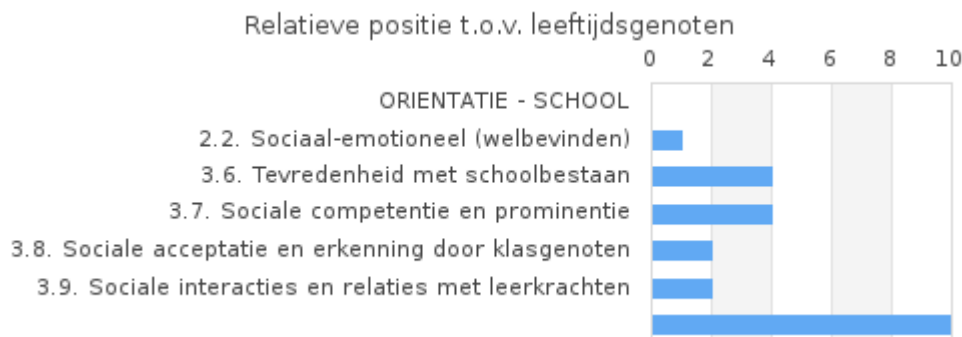 Relatieve positie t.o.v. leeftijdsgenoten
0 2 4 6 8 10
ORIENTATIE - SCHOOL
2.2. Sociaal-emotioneel (welbevinden)
3.6. Tevredenheid met schoolbestaan
3.7. Sociale competentie en prominentie
3.8. Sociale acceptatie en erkenning door klasgenoten
3.9. Sociale interacties en relaties met leerkrachten